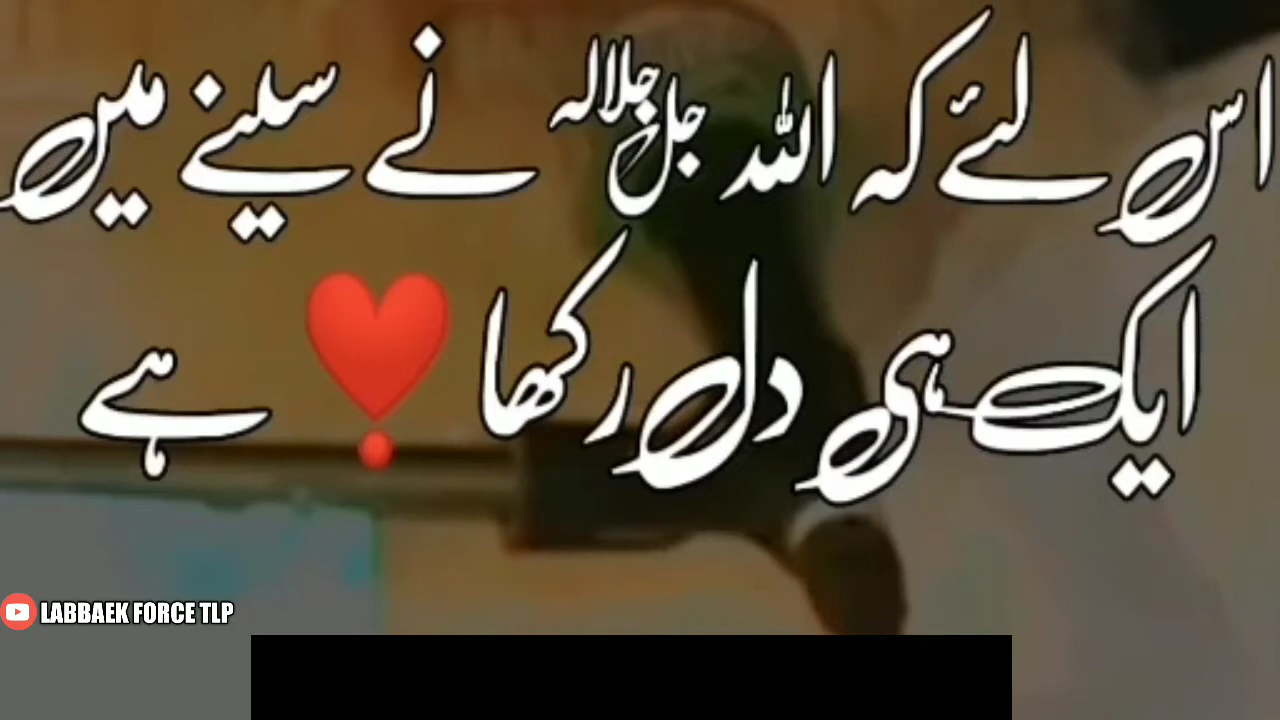 اس لئے کہ اللہ جل جلالہ نے سینے میں
ایک ہی دل رکھا❣️ ہے
LABBAEK FORCE TLP